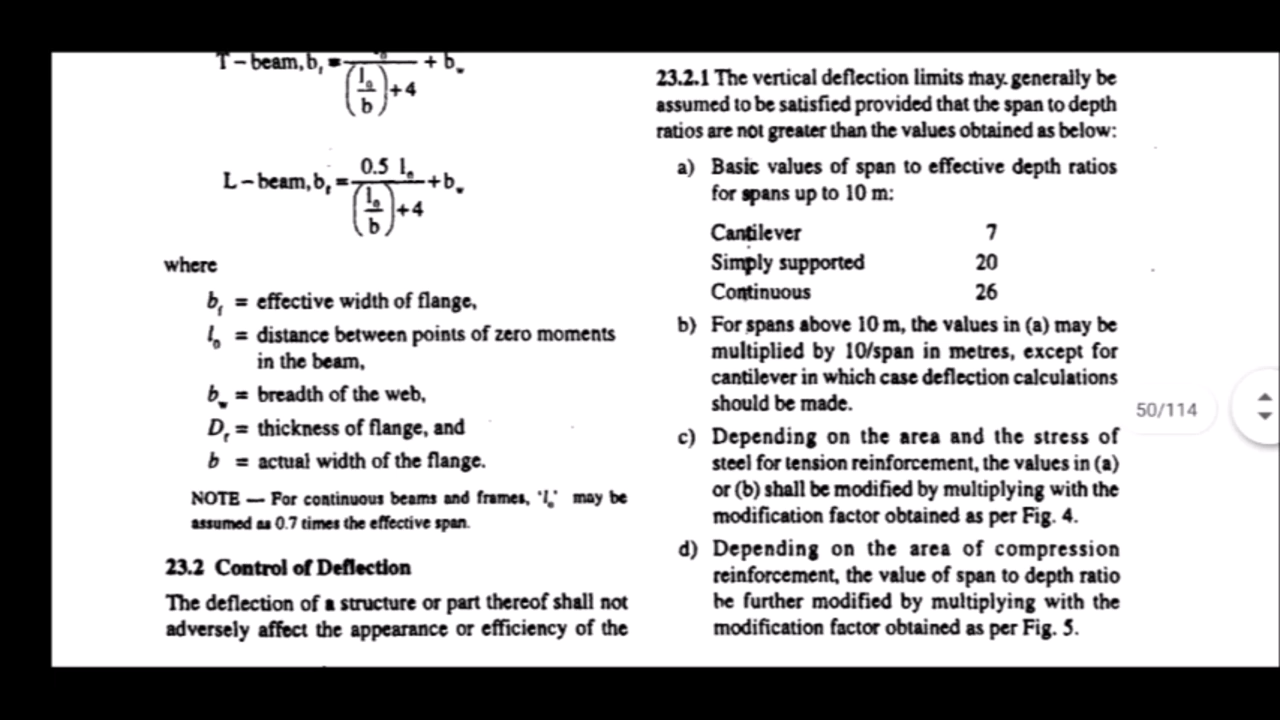 T-beam, b_f = l_o / ((l_o/b)+4) + b_w
L-beam, b_f = 0.5 l_o / ((l_o/b)+4) + b_w
where
b_f = effective width of flange,
l_o = distance between points of zero moments
in the beam,
b_w = breadth of the web,
D_f = thickness of flange, and
b = actual width of the flange.
NOTE — For continuous beams and frames, 'l_o' may be
assumed as 0.7 times the effective span.
23.2 Control of Deflection
The deflection of a structure or part thereof shall not
adversely affect the appearance or efficiency of the
23.2.1 The vertical deflection limits may generally be
assumed to be satisfied provided that the span to depth
ratios are not greater than the values obtained as below:
a) Basic values of span to effective depth ratios
for spans up to 10 m:
Cantilever 7
Simply supported 20
Continuous 26
b) For spans above 10 m, the values in (a) may be
multiplied by 10/span in metres, except for
cantilever in which case deflection calculations
should be made.
c) Depending on the area and the stress of
steel for tension reinforcement, the values in (a)
or (b) shall be modified by multiplying with the
modification factor obtained as per Fig. 4.
d) Depending on the area of compression
reinforcement, the value of span to depth ratio
be further modified by multiplying with the
modification factor obtained as per Fig. 5.
50/114